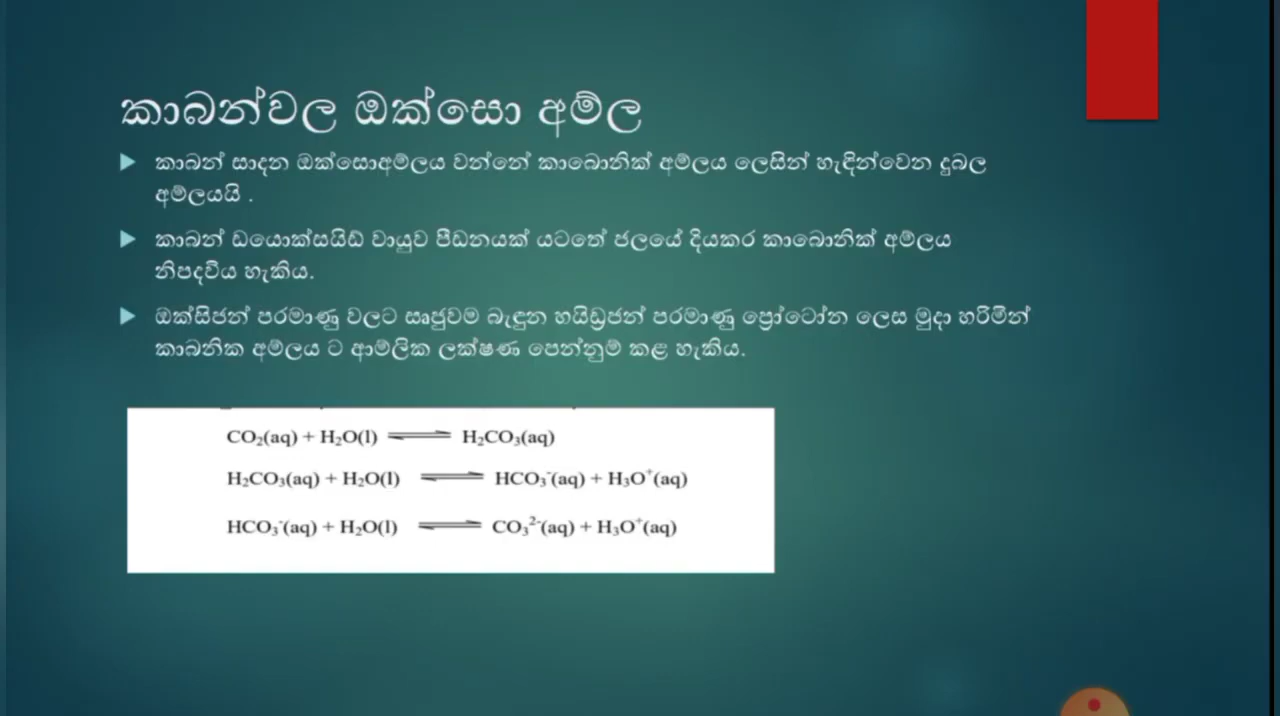 කාබන්වල ඔක්සො අම්ල
කාබන් සාදන ඔක්සොඅම්ලය වන්නේ කාබොනික් අම්ලය ලෙසින් හැඳින්වෙන දුබල
අම්ලයයි .
කාබන් ඩයොක්සයිඩ් වායුව පීඩනයක් යටතේ ජලයේ දියකර කාබොනික් අම්ලය
නිපදවිය හැකිය.
ඔක්සිජන් පරමාණු වලට සෘජුවම බැඳුන හයිඩ්‍රජන් පරමාණු ප්‍රෝටෝන ලෙස මුදා හරිමින්
කාබනික අම්ලය ට ආම්ලික ලක්ෂණ පෙන්නුම් කළ හැකිය.
CO₂(aq) + H₂O(l) ⇌ H₂CO₃(aq)
H₂CO₃(aq) + H₂O(l) ⇌ HCO₃⁻(aq) + H₃O⁺(aq)
HCO₃⁻(aq) + H₂O(l) ⇌ CO₃²⁻(aq) + H₃O⁺(aq)